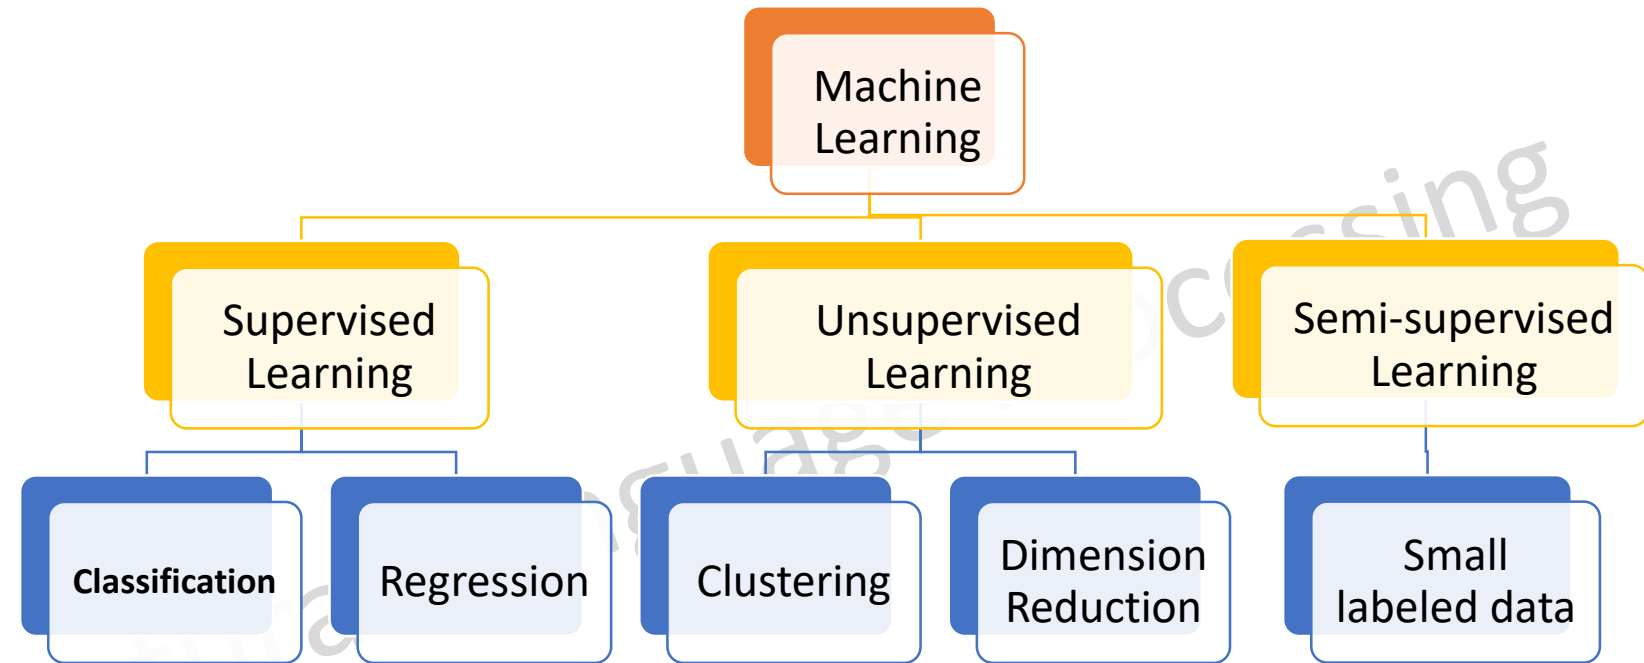 Machine
Learning
Supervised
Learning
Unsupervised
Learning
Semi-supervised
Learning
Classification
Regression
Clustering
Dimension
Reduction
Small
labeled data